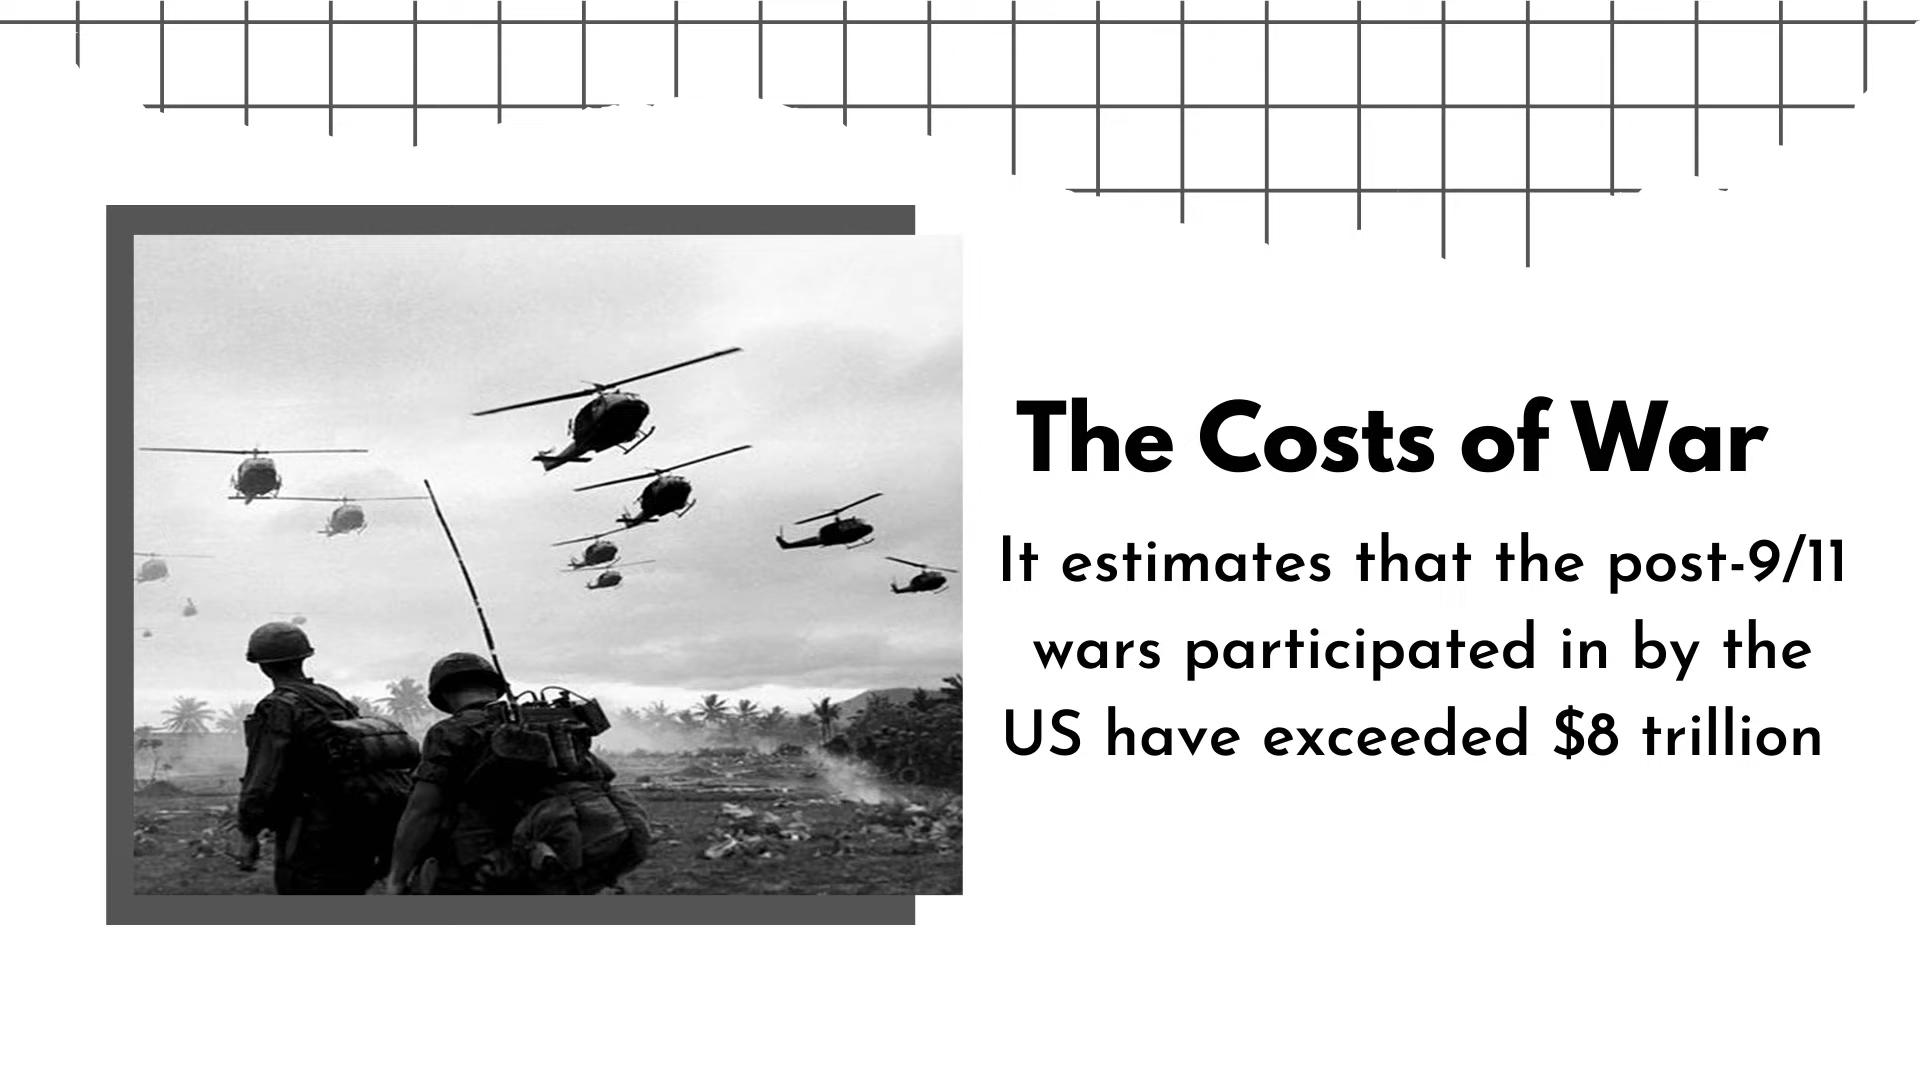 The Costs of War
It estimates that the post-9/11
wars participated in by the
US have exceeded $8 trillion